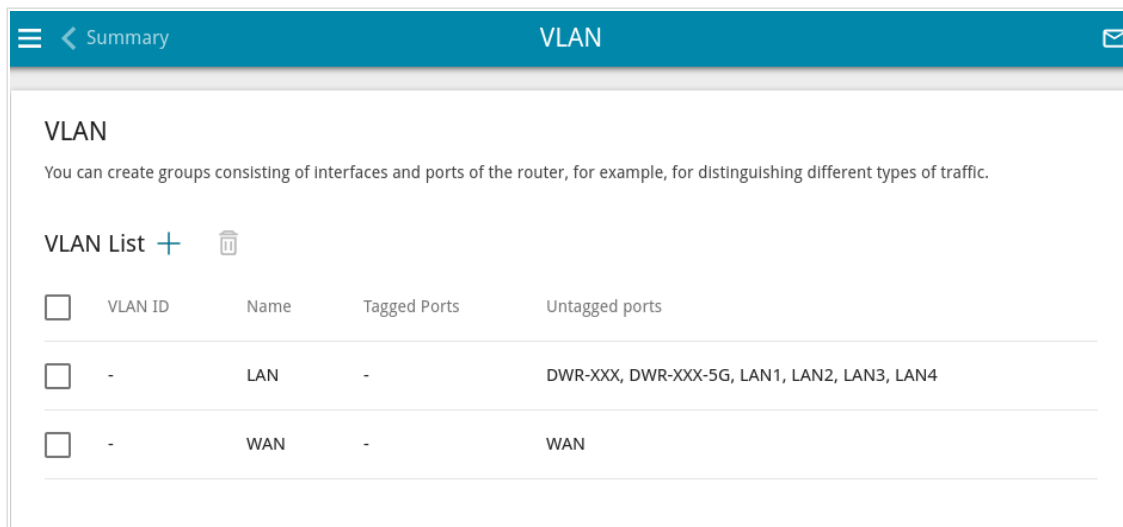 Summary
VLAN
VLAN
You can create groups consisting of interfaces and ports of the router, for example, for distinguishing different types of traffic.
VLAN List
VLAN ID Name Tagged Ports Untagged ports
- LAN - DWR-XXX, DWR-XXX-5G, LAN1, LAN2, LAN3, LAN4
- WAN - WAN